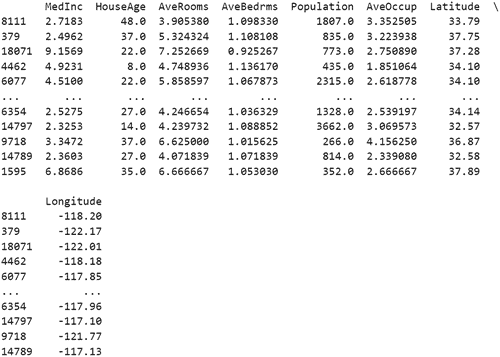 MedInc HouseAge AveRooms AveBedrms Population AveOccup Latitude \
8111 2.7183 48.0 3.905380 1.098330 1807.0 3.352505 33.79
379 2.4962 37.0 5.324324 1.108108 835.0 3.223938 37.75
18071 9.1569 22.0 7.252669 0.925267 773.0 2.750890 37.28
4462 4.9231 8.0 4.748936 1.136170 435.0 1.851064 34.10
6077 4.5100 22.0 5.858597 1.067873 2315.0 2.618778 34.10
... ... ... ... ... ... ... ...
6354 2.5275 27.0 4.246654 1.036329 1328.0 2.539197 34.14
14797 2.3253 14.0 4.239732 1.088852 3662.0 3.069573 32.57
9718 3.3472 37.0 6.625000 1.015625 266.0 4.156250 36.87
14789 2.3603 27.0 4.071839 1.071839 814.0 2.339080 32.58
1595 6.8686 35.0 6.666667 1.053030 352.0 2.666667 37.89
Longitude
8111 -118.20
379 -122.17
18071 -122.01
4462 -118.18
6077 -117.85
... ...
6354 -117.96
14797 -117.10
9718 -121.77
14789 -117.13